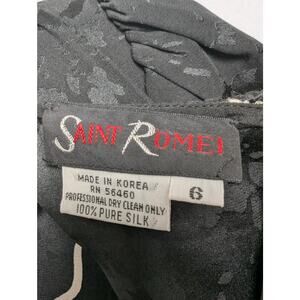 SAINT ROMEI
MADE IN KOREA
RN 56460
PROFESSIONAL DRY CLEAN ONLY
100% PURE SILK
6